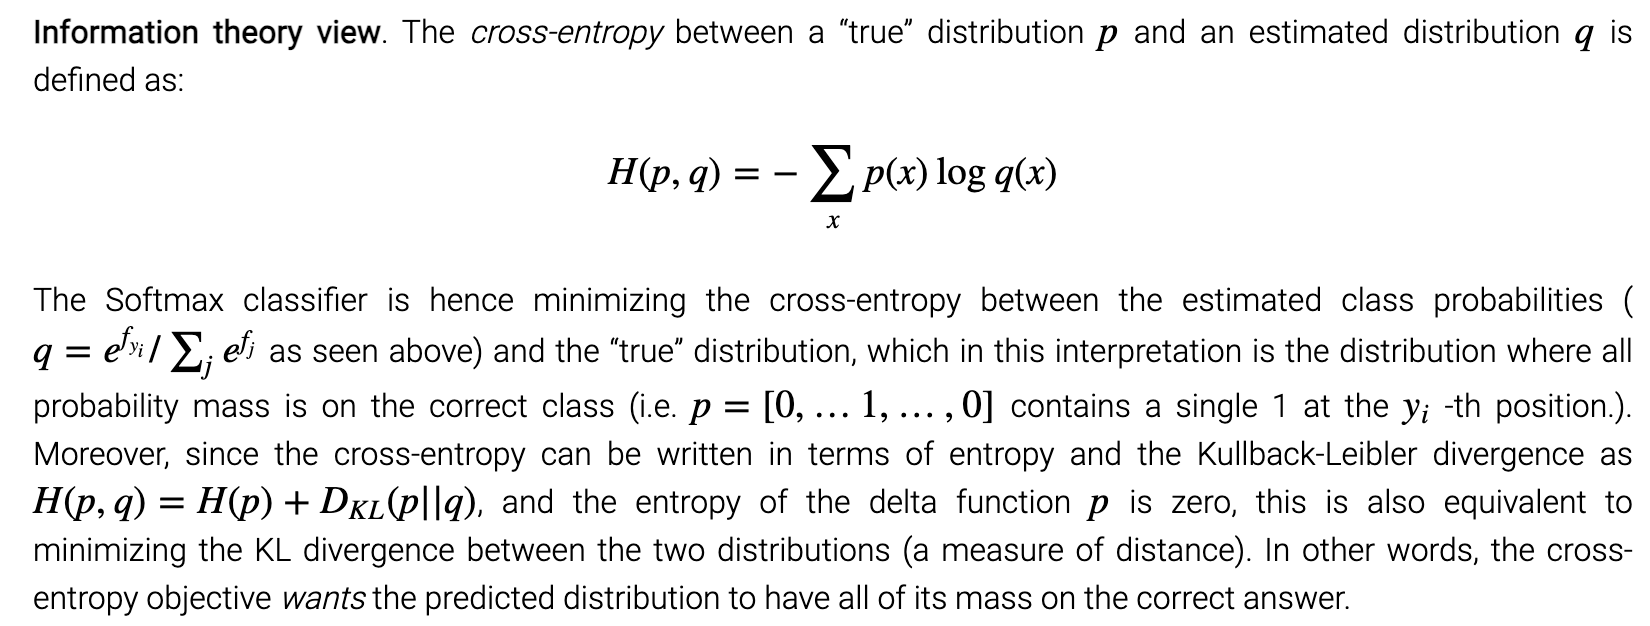 Information theory view. The cross-entropy between a “true” distribution p and an estimated distribution q is
defined as:
H(p, q) = − ∑ₓ p(x) log q(x)
The Softmax classifier is hence minimizing the cross-entropy between the estimated class probabilities (
q = e^{f_{y_i}} / ∑_j e^{f_j} as seen above) and the “true” distribution, which in this interpretation is the distribution where all
probability mass is on the correct class (i.e. p = [0, … 1, … , 0] contains a single 1 at the y_i -th position.).
Moreover, since the cross-entropy can be written in terms of entropy and the Kullback-Leibler divergence as
H(p, q) = H(p) + D_{KL}(p||q), and the entropy of the delta function p is zero, this is also equivalent to
minimizing the KL divergence between the two distributions (a measure of distance). In other words, the cross-
entropy objective wants the predicted distribution to have all of its mass on the correct answer.